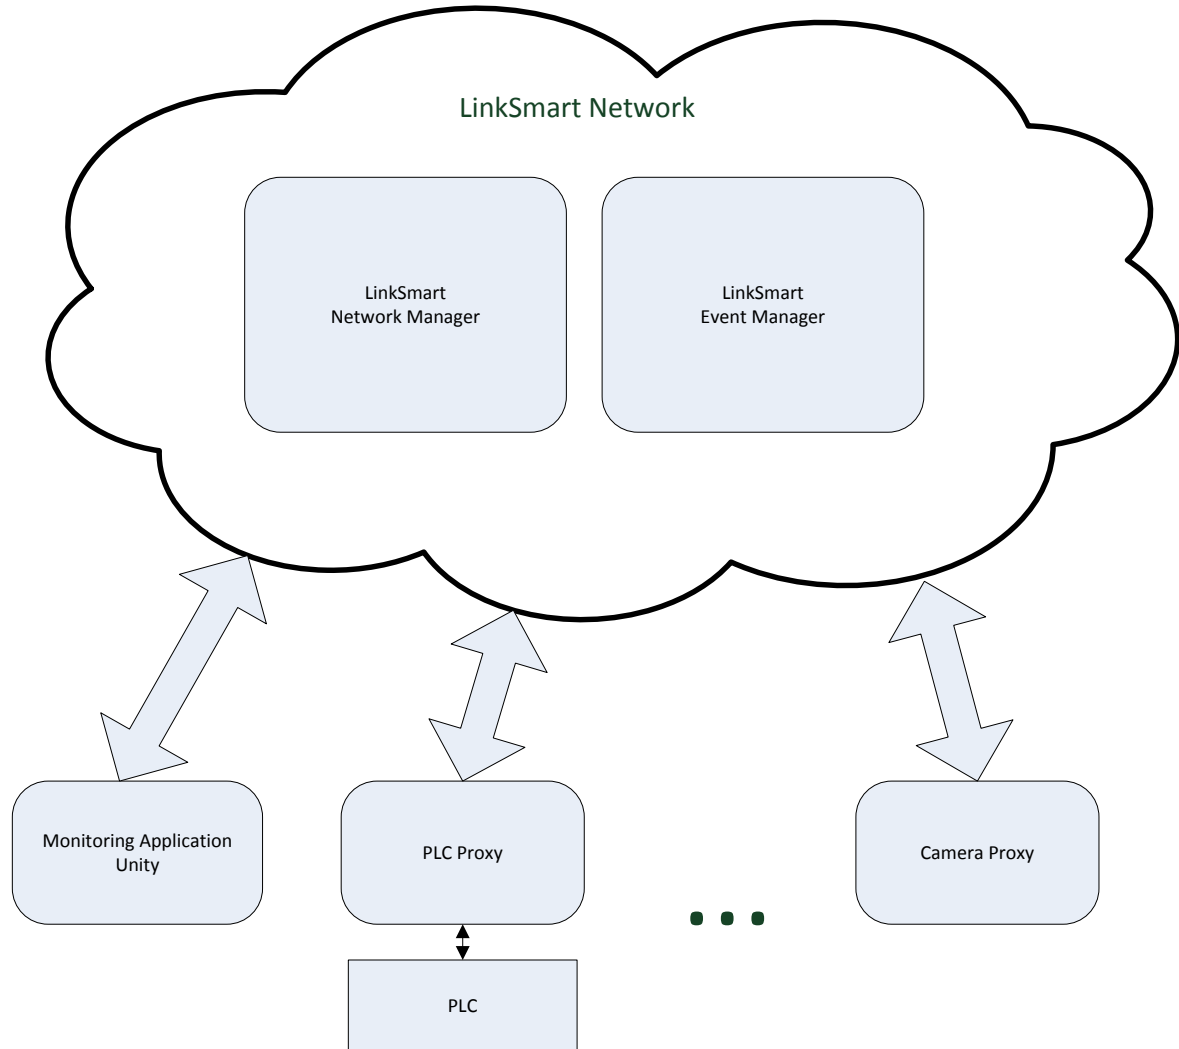 LinkSmart Network
LinkSmart
Network Manager
LinkSmart
Event Manager
Monitoring Application
Unity
PLC Proxy
Camera Proxy
...
PLC